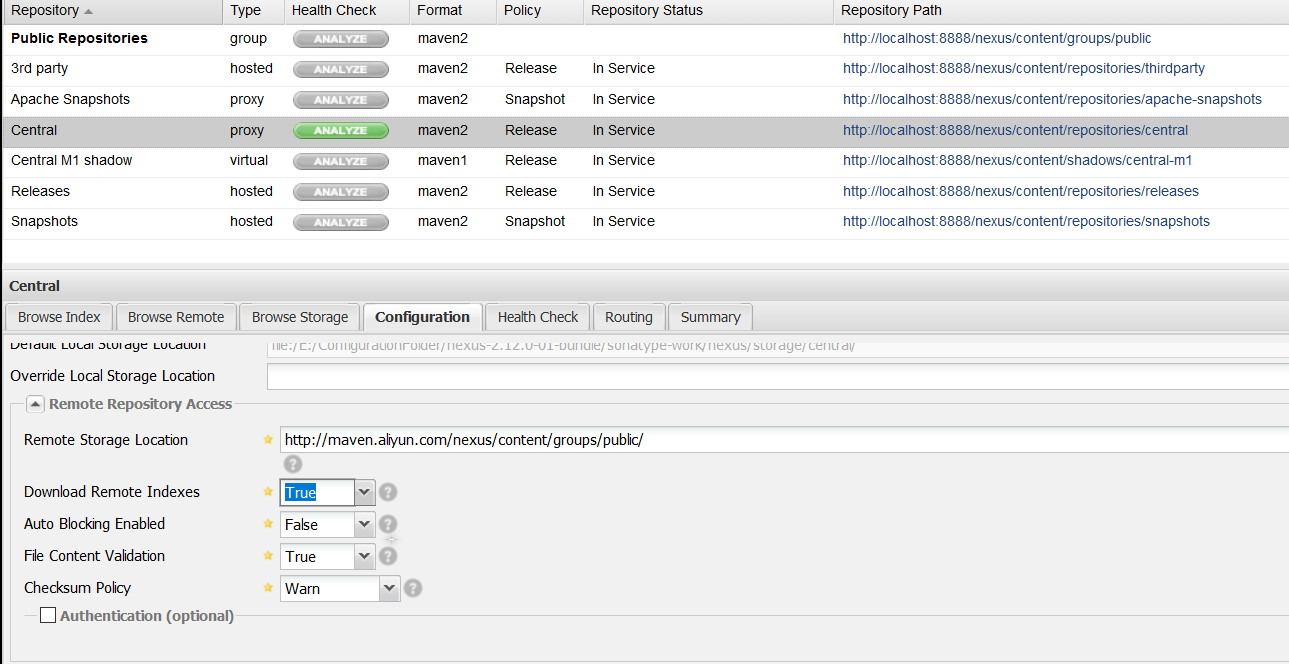 Repository Type Health Check Format Policy Repository Status Repository Path
Public Repositories group ANALYZE maven2 http://localhost:8888/nexus/content/groups/public
3rd party hosted ANALYZE maven2 Release In Service http://localhost:8888/nexus/content/repositories/thirdparty
Apache Snapshots proxy ANALYZE maven2 Snapshot In Service http://localhost:8888/nexus/content/repositories/apache-snapshots
Central proxy ANALYZE maven2 Release In Service http://localhost:8888/nexus/content/repositories/central
Central M1 shadow virtual ANALYZE maven1 Release In Service http://localhost:8888/nexus/content/shadows/central-m1
Releases hosted ANALYZE maven2 Release In Service http://localhost:8888/nexus/content/repositories/releases
Snapshots hosted ANALYZE maven2 Snapshot In Service http://localhost:8888/nexus/content/repositories/snapshots
Central
Browse Index Browse Remote Browse Storage Configuration Health Check Routing Summary
Default Local Storage Location file:/E:/ConfigurationFolder/nexus-2.12.0-01-bundle/sonatype-work/nexus/storage/central/
Override Local Storage Location
Remote Repository Access
Remote Storage Location http://maven.aliyun.com/nexus/content/groups/public/
?
Download Remote Indexes True ?
Auto Blocking Enabled False ?
File Content Validation True ?
Checksum Policy Warn ?
Authentication (optional)